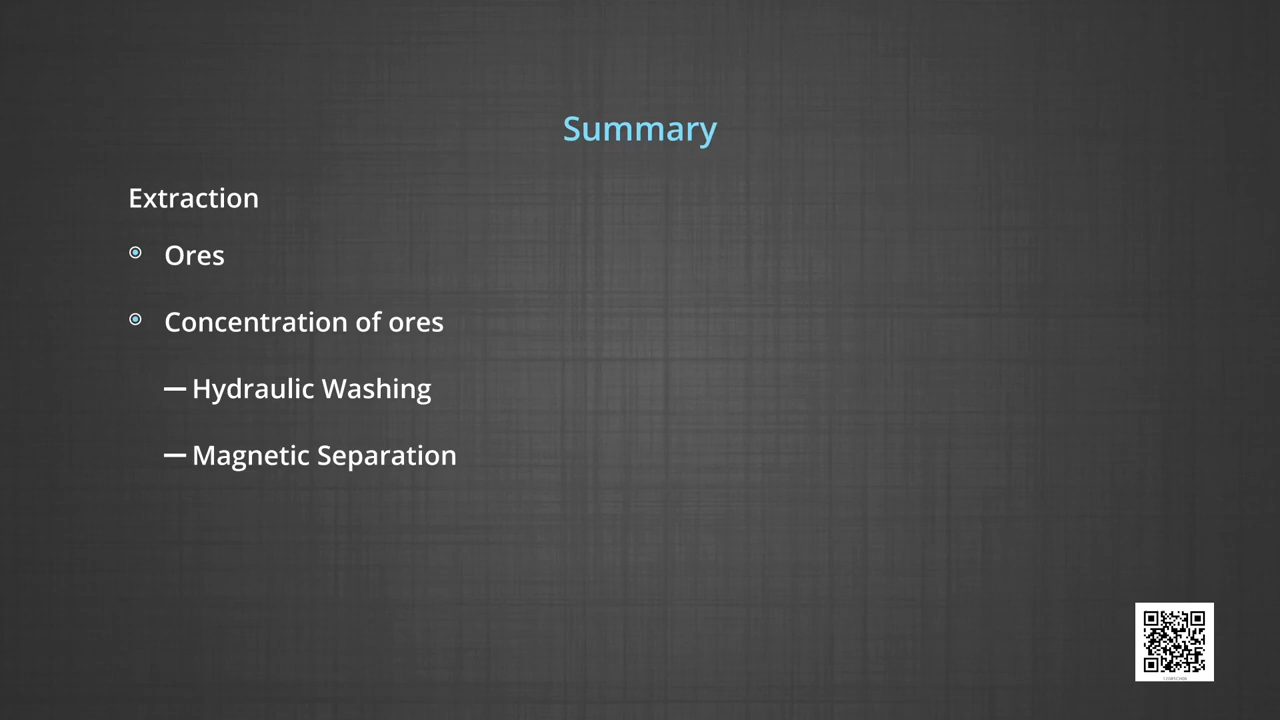 Summary
Extraction
Ores
Concentration of ores
— Hydraulic Washing
— Magnetic Separation